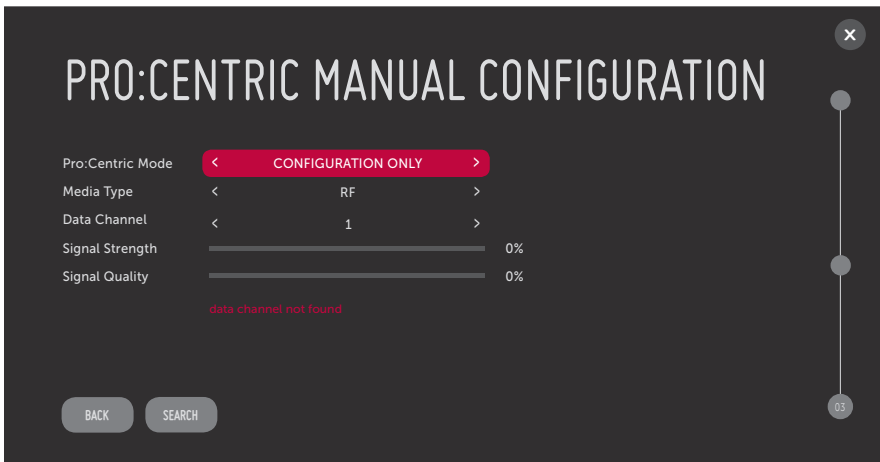 X
PRO:CENTRIC MANUAL CONFIGURATION
Pro:Centric Mode < CONFIGURATION ONLY >
Media Type < RF >
Data Channel < 1 >
Signal Strength 0%
Signal Quality 0%
data channel not found
BACK SEARCH 03